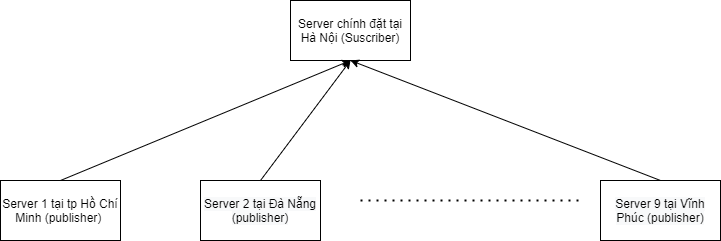 Server chính đặt tại
Hà Nội (Suscriber)
Server 1 tại tp Hồ Chí
Minh (publisher)
Server 2 tại Đà Nẵng
(publisher)
Server 9 tại Vĩnh
Phúc (publisher)